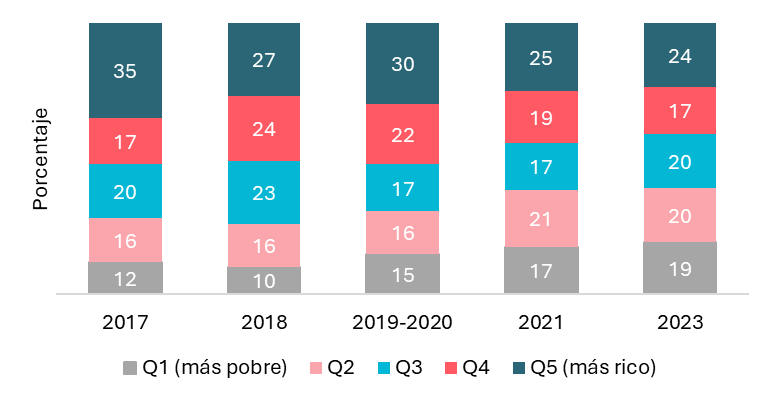 Porcentaje
35 27 30 25 24
17 24 22 19 17
20 23 17 17 20
16 16 16 21 20
12 10 15 17 19
2017 2018 2019-2020 2021 2023
Q1 (más pobre) Q2 Q3 Q4 Q5 (más rico)